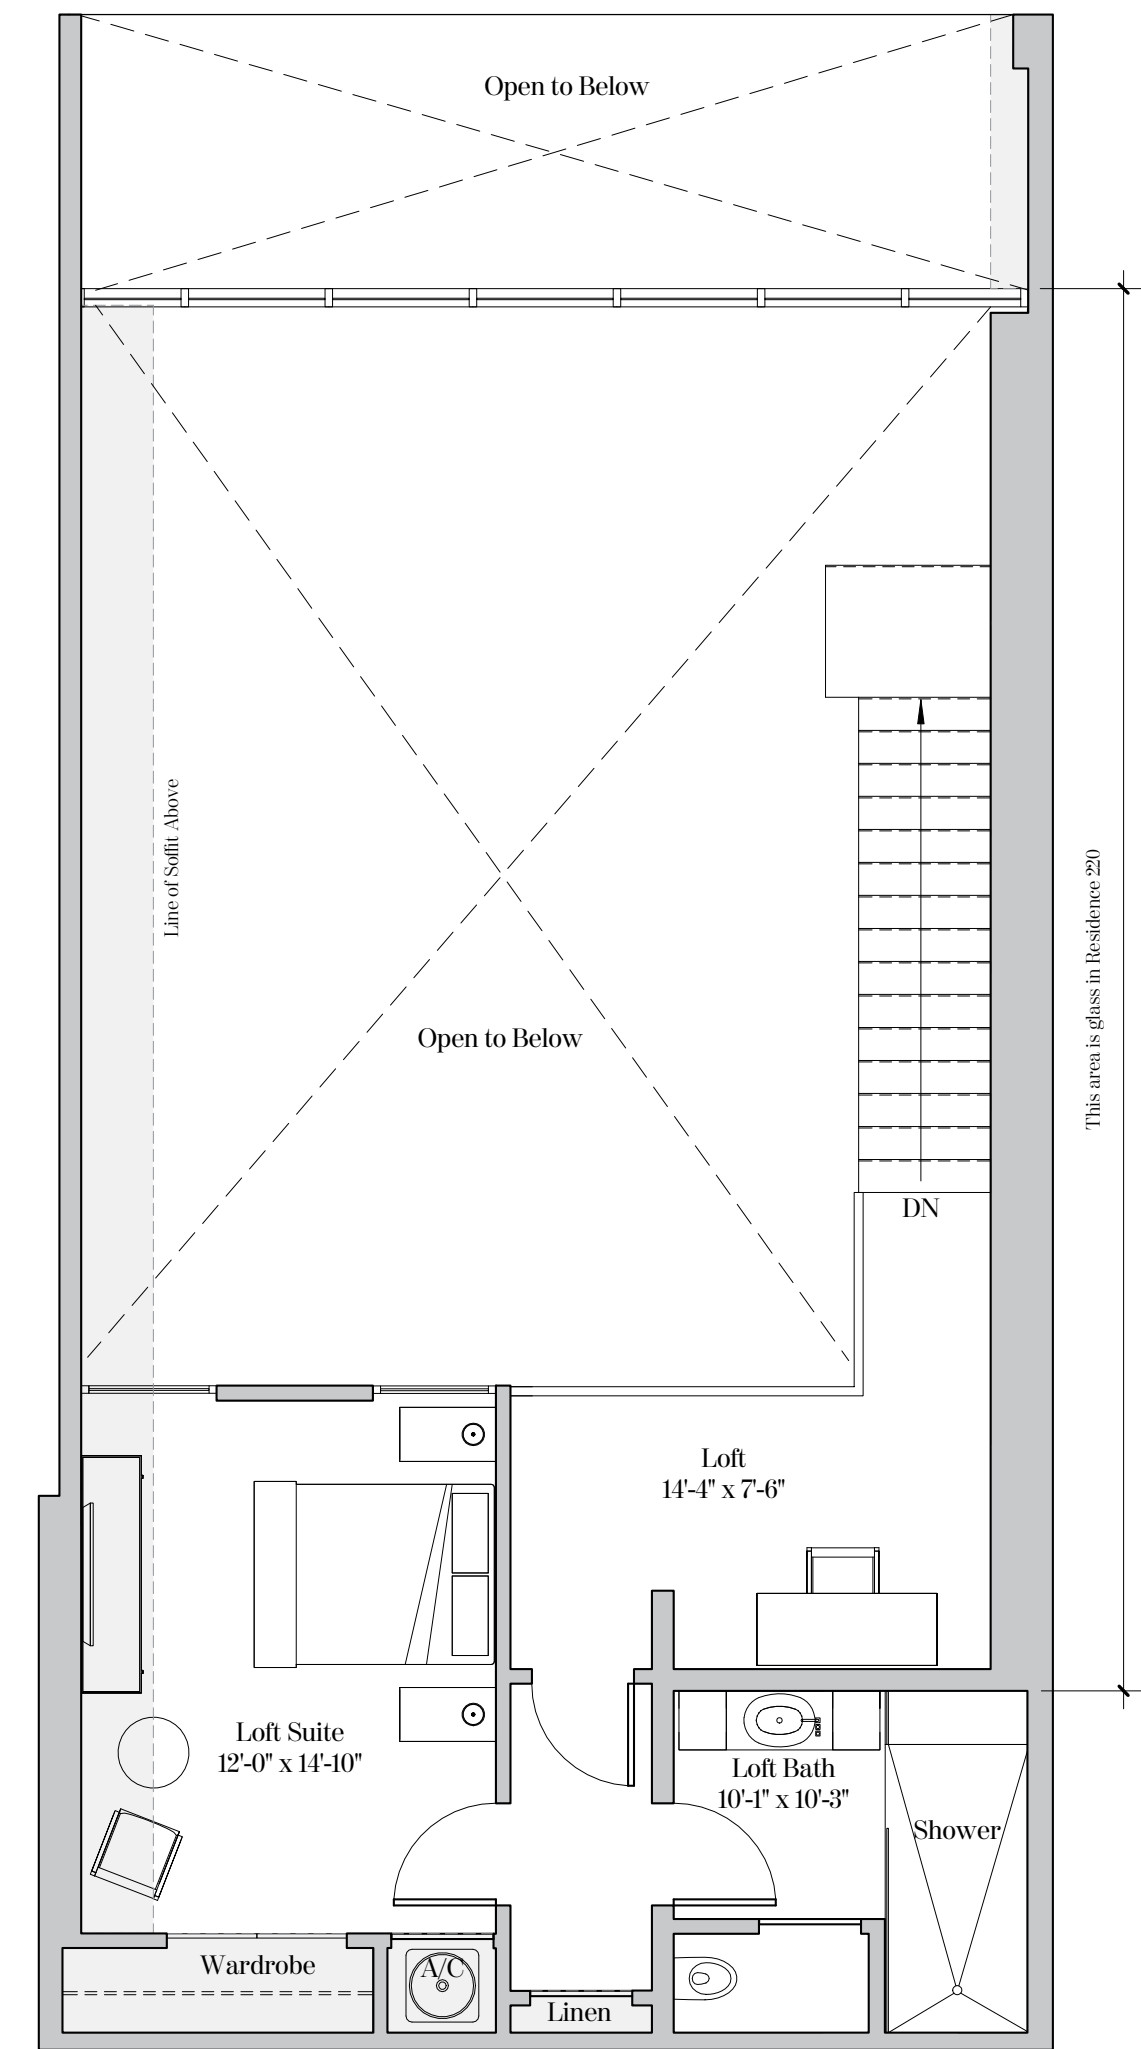 Open to Below
Line of Soffit Above
This area is glass in Residence 220
Open to Below
DN
Loft
14'-4" x 7'-6"
Loft Suite
12'-0" x 14'-10"
Loft Bath
10'-1" x 10'-3"
Shower
Wardrobe
A/C
Linen